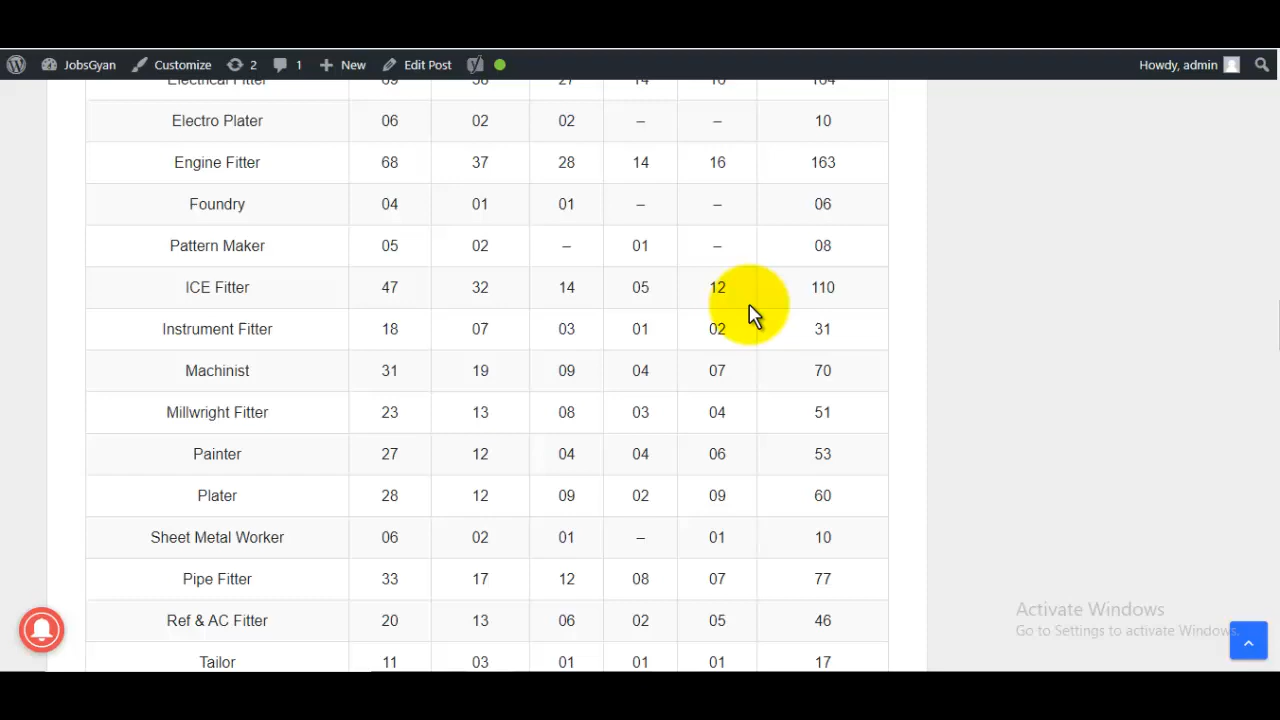 JobsGyan Customize 2 1 New Edit Post Howdy, admin
Electrical Fitter 27 14
Electro Plater 06 02 02 – – 10
Engine Fitter 68 37 28 14 16 163
Foundry 04 01 01 – – 06
Pattern Maker 05 02 – 01 – 08
ICE Fitter 47 32 14 05 12 110
Instrument Fitter 18 07 03 01 02 31
Machinist 31 19 09 04 07 70
Millwright Fitter 23 13 08 03 04 51
Painter 27 12 04 04 06 53
Plater 28 12 09 02 09 60
Sheet Metal Worker 06 02 01 – 01 10
Pipe Fitter 33 17 12 08 07 77
Ref & AC Fitter 20 13 06 02 05 46
Tailor 11 03 01 01 01 17
Activate Windows
Go to Settings to activate Windows.